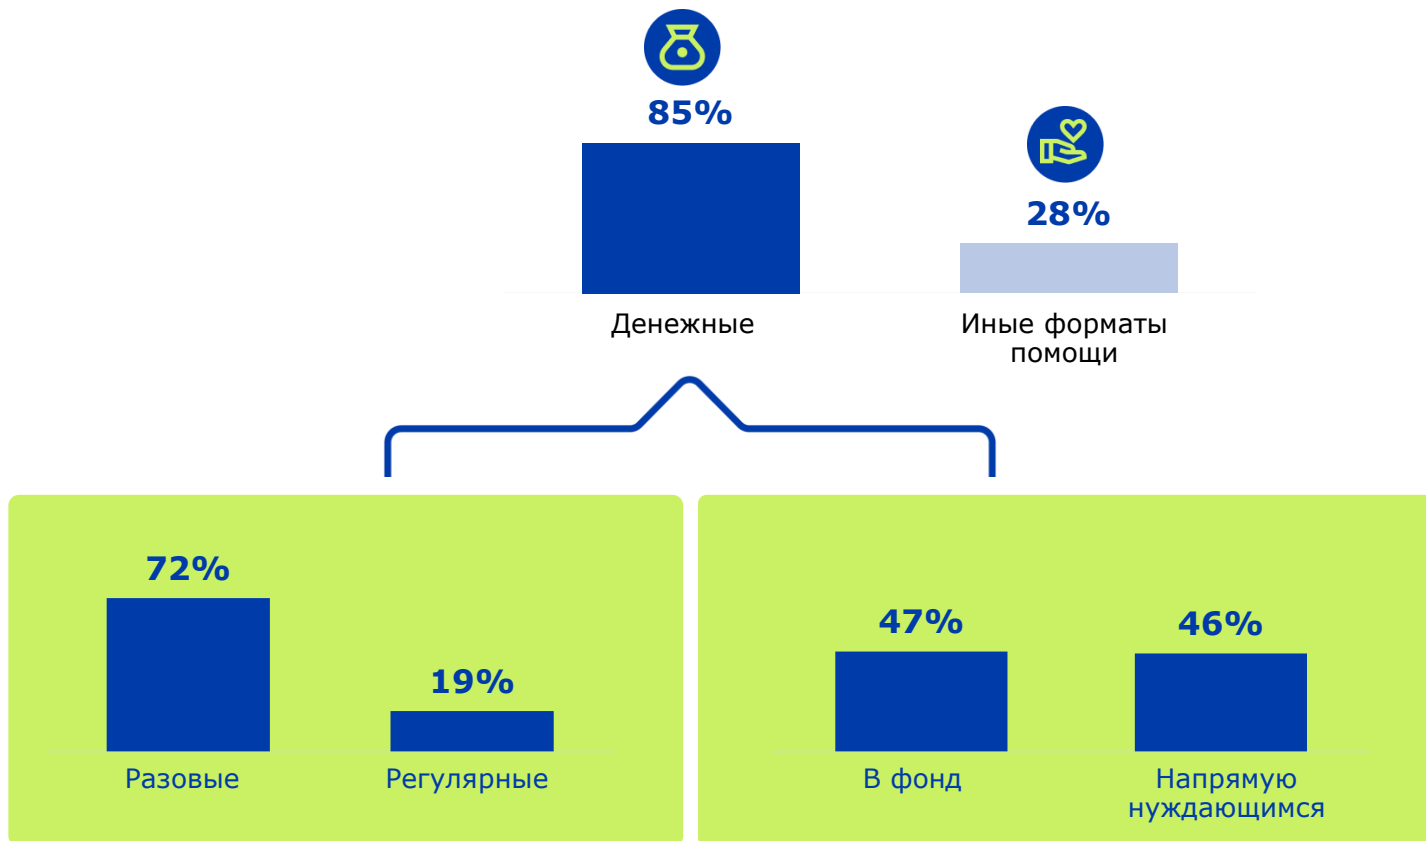 85%
28%
Денежные
Иные форматы
помощи
72%
19%
Разовые
Регулярные
47%
46%
В фонд
Напрямую
нуждающимся